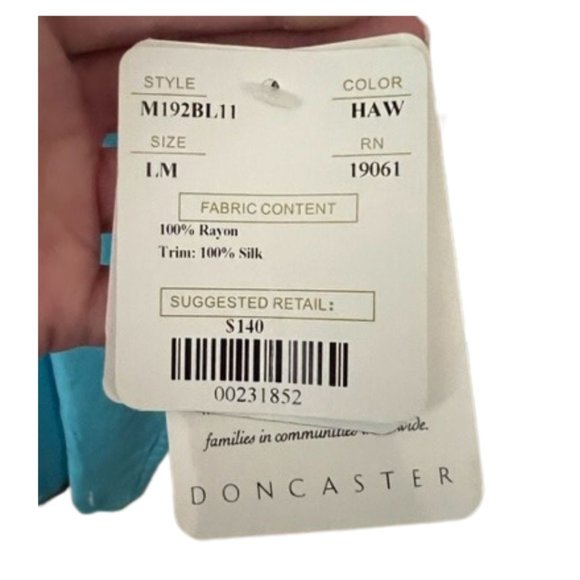 STYLE COLOR
M192BL11 HAW
SIZE RN
LM 19061
FABRIC CONTENT
100% Rayon
Trim: 100% Silk
SUGGESTED RETAIL:
$140
00231852
families in communities
DONCASTER